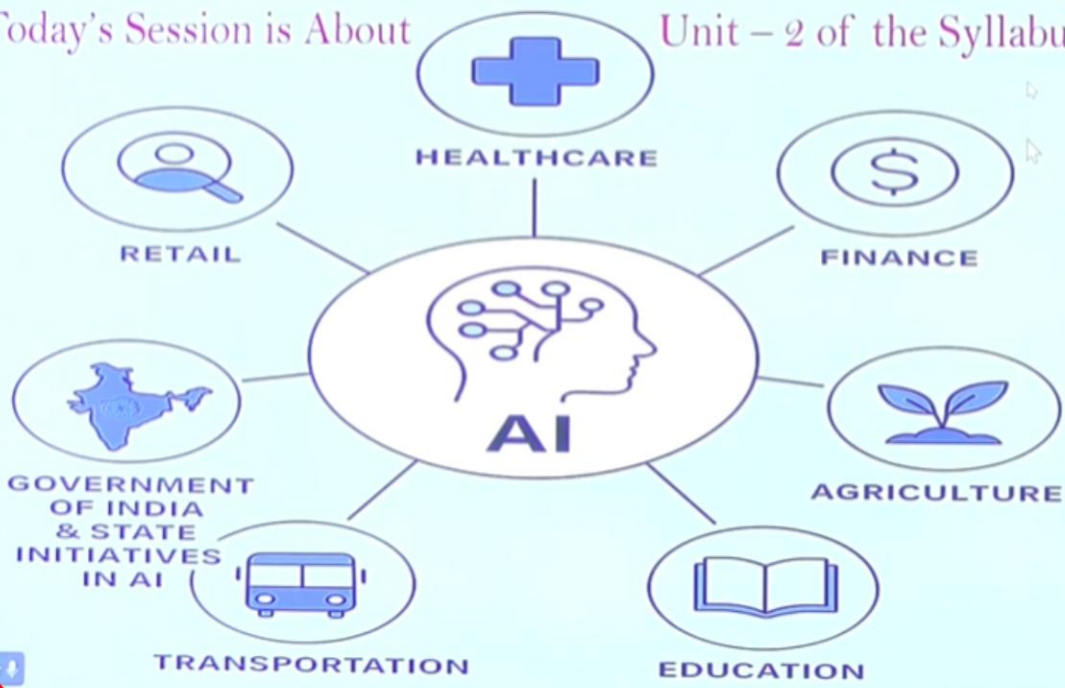 Today's Session is About
Unit – 2 of the Syllabu
HEALTHCARE
RETAIL
FINANCE
$
AI
GOVERNMENT
OF INDIA
& STATE
INITIATIVES
IN AI
AGRICULTURE
TRANSPORTATION
EDUCATION